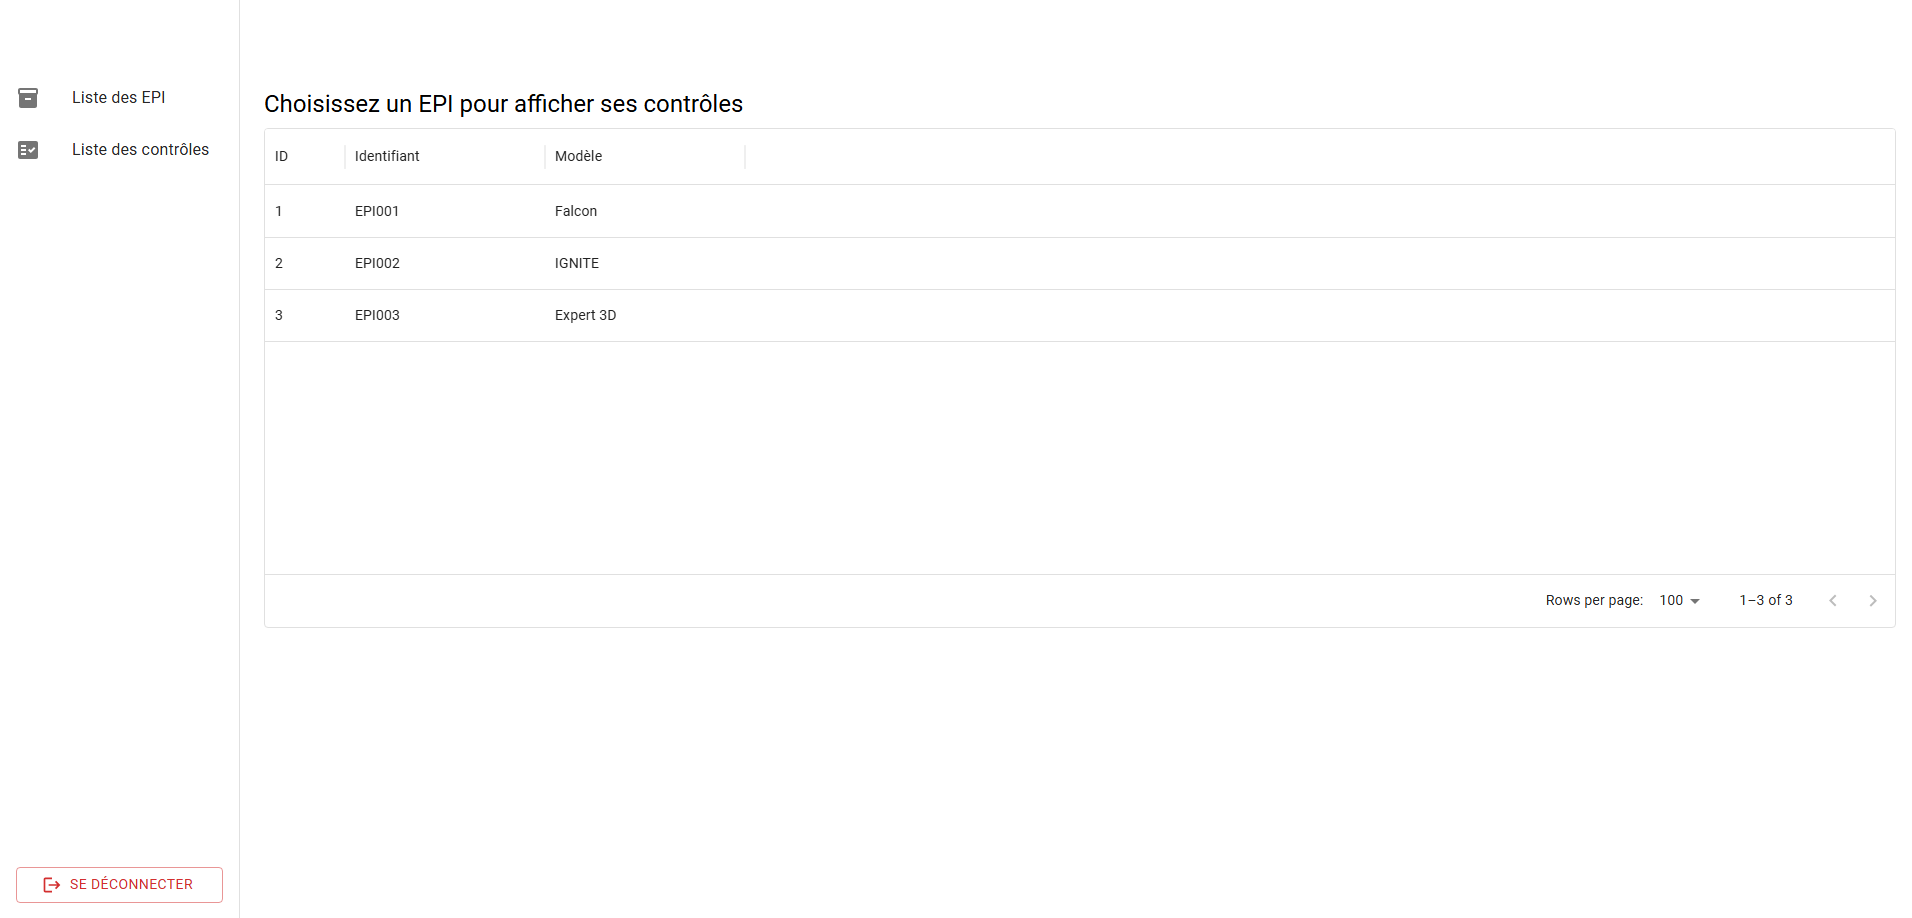 Liste des EPI
Liste des contrôles
SE DÉCONNECTER
Choisissez un EPI pour afficher ses contrôles
ID Identifiant Modèle
1 EPI001 Falcon
2 EPI002 IGNITE
3 EPI003 Expert 3D
Rows per page: 100 1–3 of 3